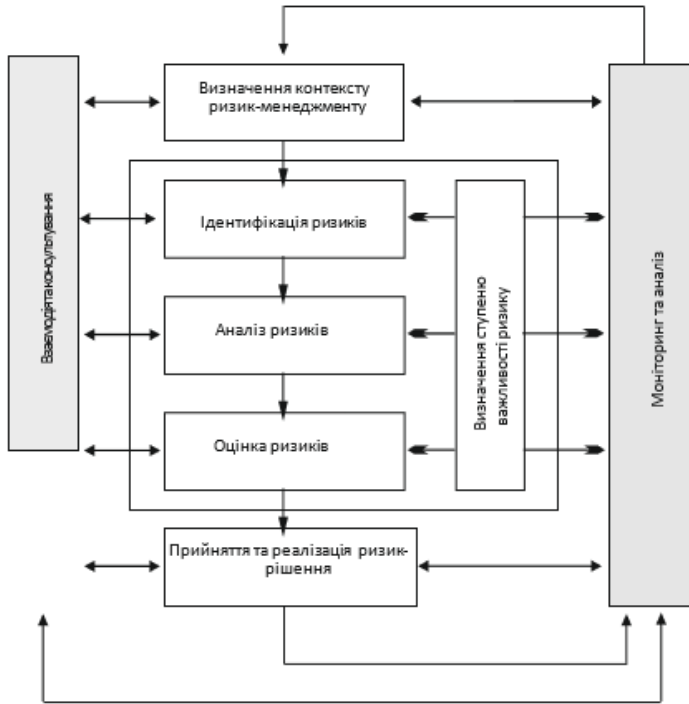 Визначення контексту
ризик-менеджменту
Взаємодія та консультування
Ідентифікація ризиків
Аналіз ризиків
Оцінка ризиків
Визначення ступеню
важливості ризику
Моніторинг та аналіз
Прийняття та реалізація ризик-
рішення